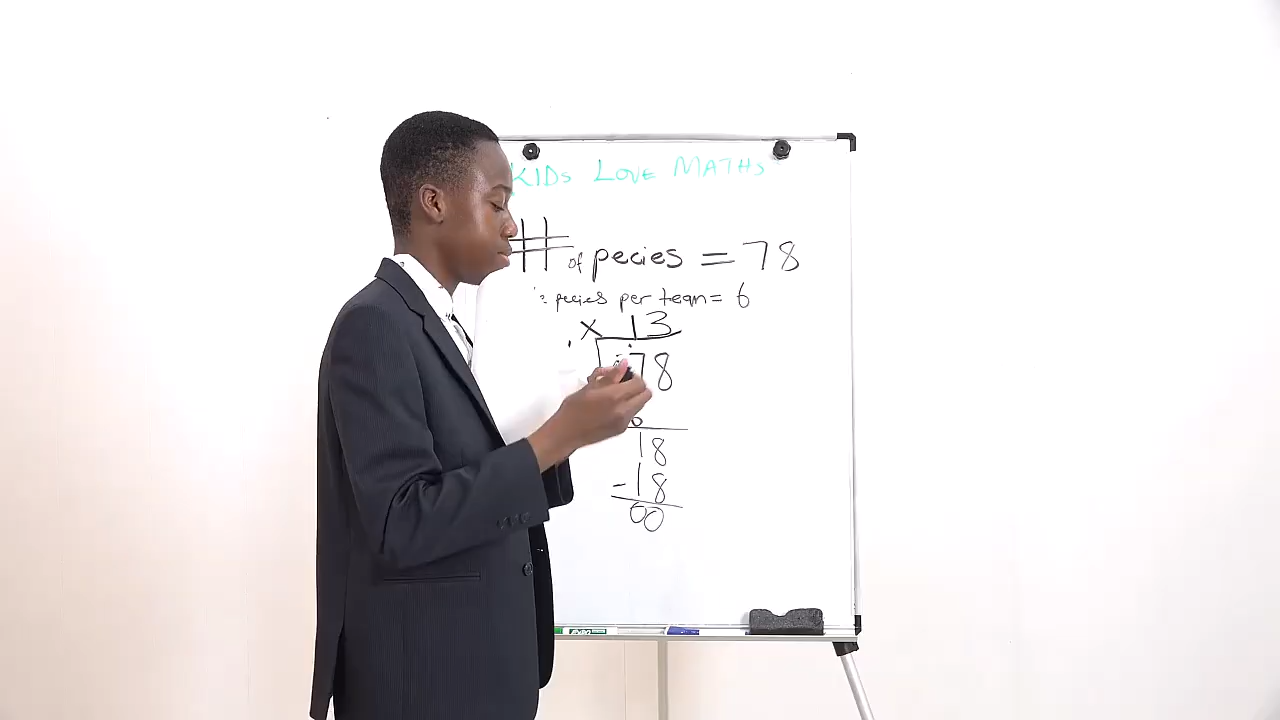 KIDS LOVE MATHS
# of pecies = 78
pecies per team = 6
x 13
78
18
-18
00